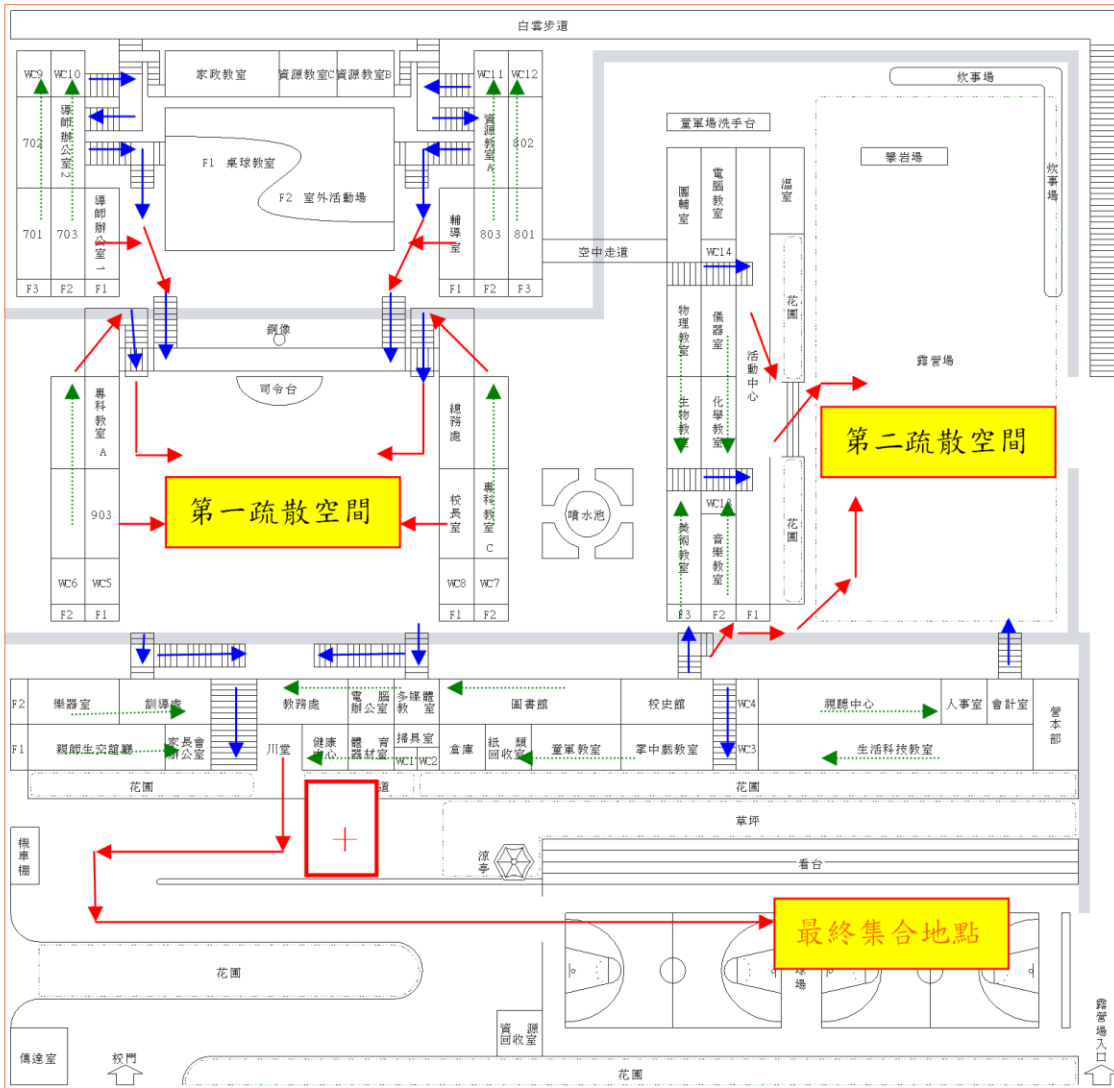 白雲步道
WC9
WC10
家政教室
資源教室C
資源教室B
WC11
WC12
炊事場
702
導師辦公室2
F1 桌球教室
F2 室外活動場
資源教室A
802
童軍場洗手台
攀岩場
炊事場
701
703
導師辦公室1
輔導室
803
801
團輔室
電腦教室
溫室
空中走道
WC14
F3
F2
F1
F1
F2
F3
銅像
司令台
物理教室
儀器室
活動中心
花圃
露營場
專科教室A
總務處
生物教室
化學教室
第二疏散空間
第一疏散空間
903
校長室
專科教室C
噴水池
WC13
美術教室
音樂教室
花圃
WC6
WC5
WC8
WC7
F2
F1
F1
F2
F3
F2
F1
F2
樂器室
訓導處
教務處
電腦辦公室
多媒體教室
圖書館
校史館
WC4
視聽中心
人事室
會計室
營本部
F1
親師生交誼廳
家長會辦公室
川堂
健康中心
體育器材室
掃具室
WC1
WC2
倉庫
紙類回收室
童軍教室
掌中戲教室
WC3
生活科技教室
花圃
道
花圃
草坪
機車棚
涼亭
看台
最終集合地點
球場
花圃
傳達室
校門
資源回收室
花圃
露營場入口